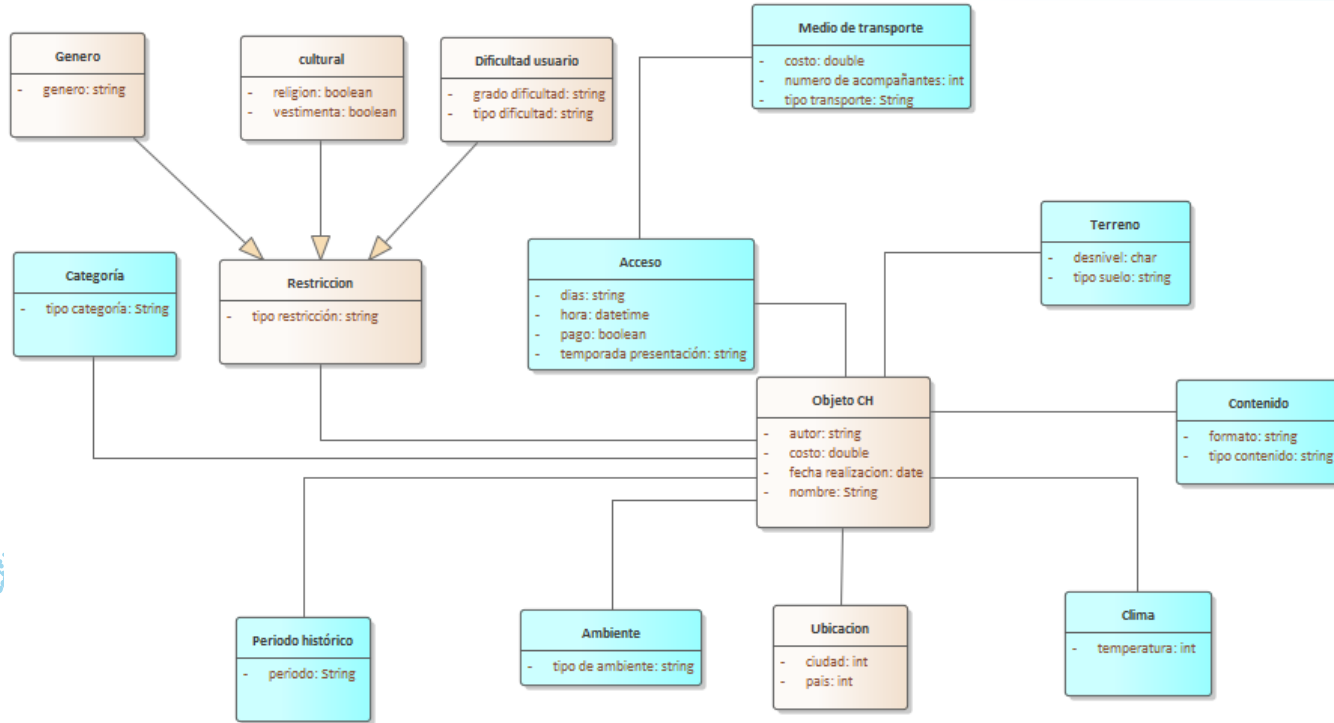 Medio de transporte
- costo: double
- numero de acompañantes: int
- tipo transporte: String
Genero
- genero: string
cultural
- religion: boolean
- vestimenta: boolean
Dificultad usuario
- grado dificultad: string
- tipo dificultad: string
Terreno
- desnivel: char
- tipo suelo: string
Categoría
- tipo categoría: String
Restriccion
- tipo restricción: string
Acceso
- dias: string
- hora: datetime
- pago: boolean
- temporada presentación: string
Objeto CH
- autor: string
- costo: double
- fecha realizacion: date
- nombre: String
Contenido
- formato: string
- tipo contenido: string
Periodo histórico
- periodo: String
Ambiente
- tipo de ambiente: string
Ubicacion
- ciudad: int
- pais: int
Clima
- temperatura: int